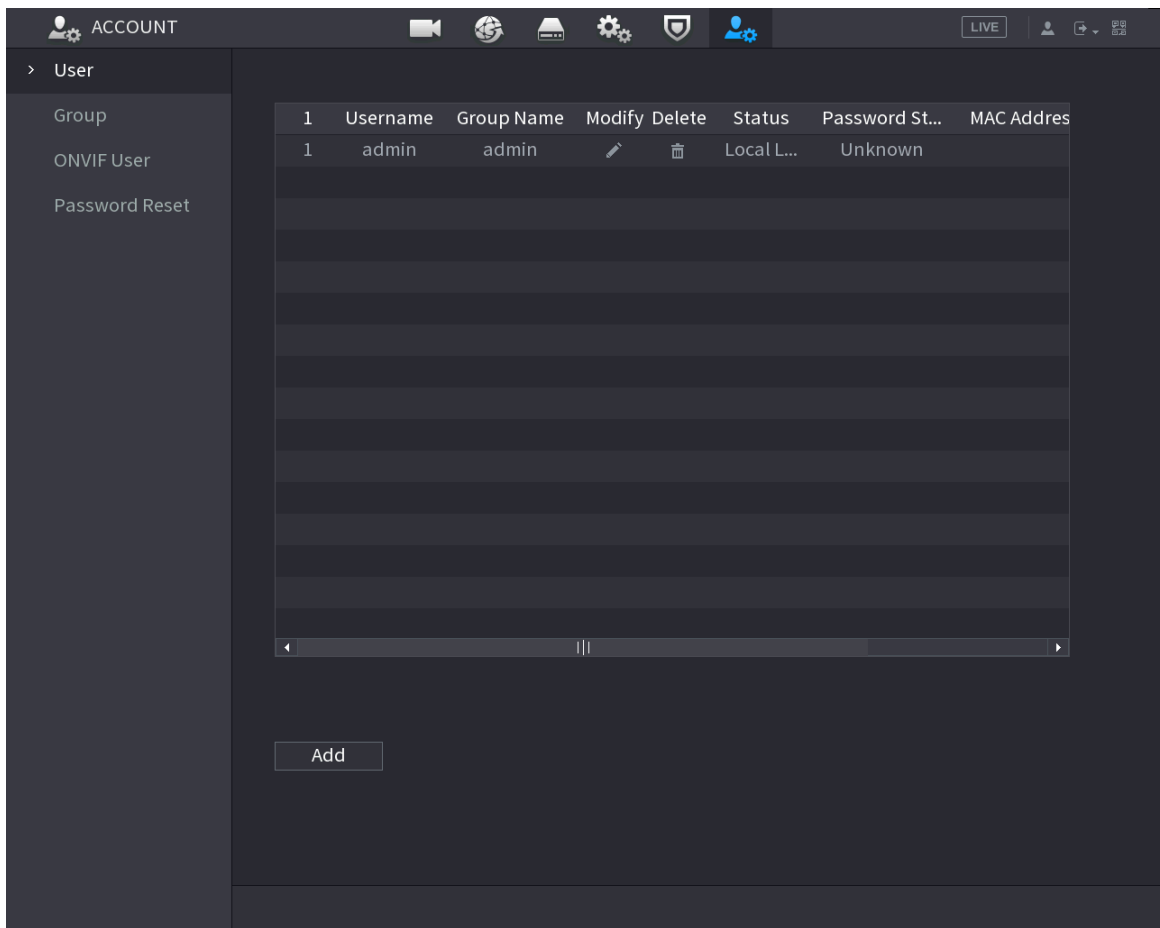 ACCOUNT LIVE
User
Group
ONVIF User
Password Reset
1 Username Group Name Modify Delete Status Password St... MAC Addres
1 admin admin Local L... Unknown
Add